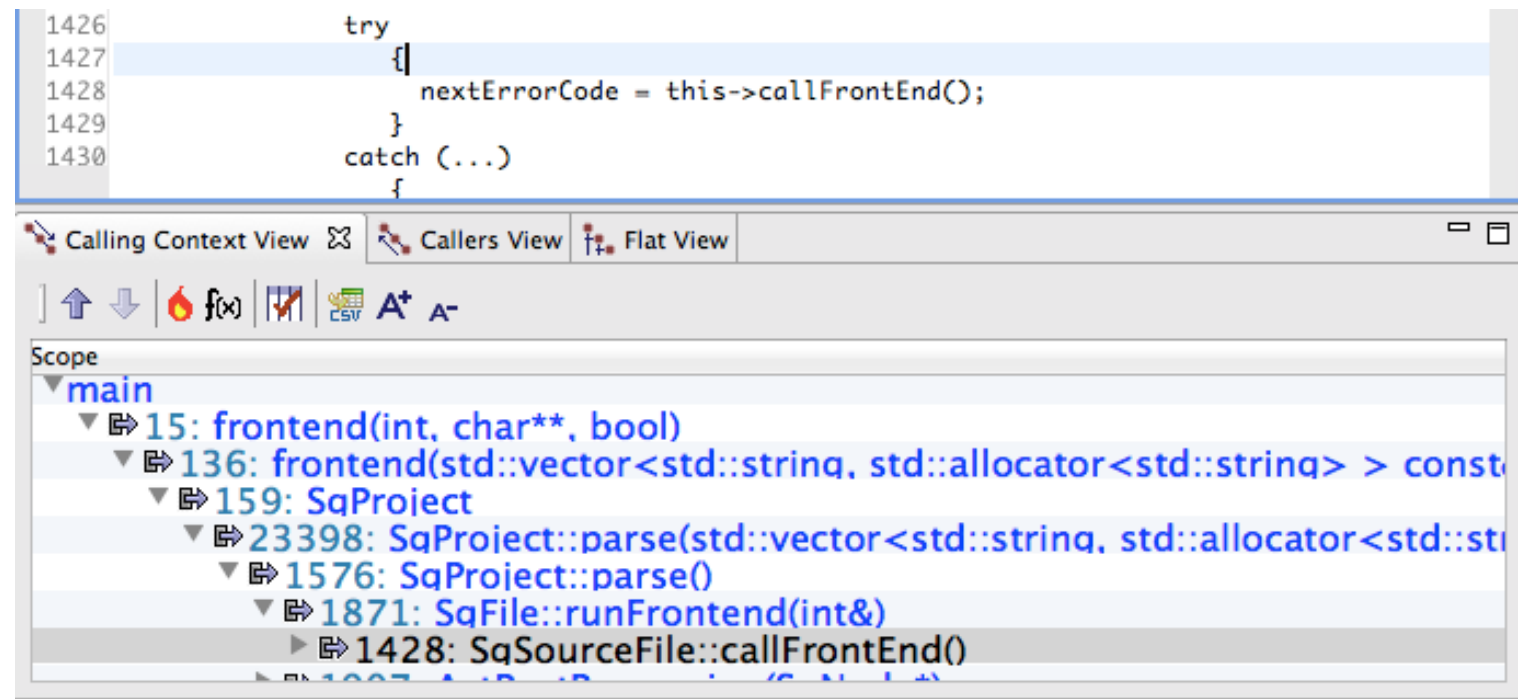 1426 try
1427 {
1428 nextErrorCode = this->callFrontEnd();
1429 }
1430 catch (...)
{
Calling Context View Callers View Flat View
f(x) CSV A+ A-
Scope
main
15: frontend(int, char**, bool)
136: frontend(std::vector<std::string, std::allocator<std::string> > const
159: SgProject
23398: SgProject::parse(std::vector<std::string, std::allocator<std::str
1576: SgProject::parse()
1871: SgFile::runFrontend(int&)
1428: SgSourceFile::callFrontEnd()